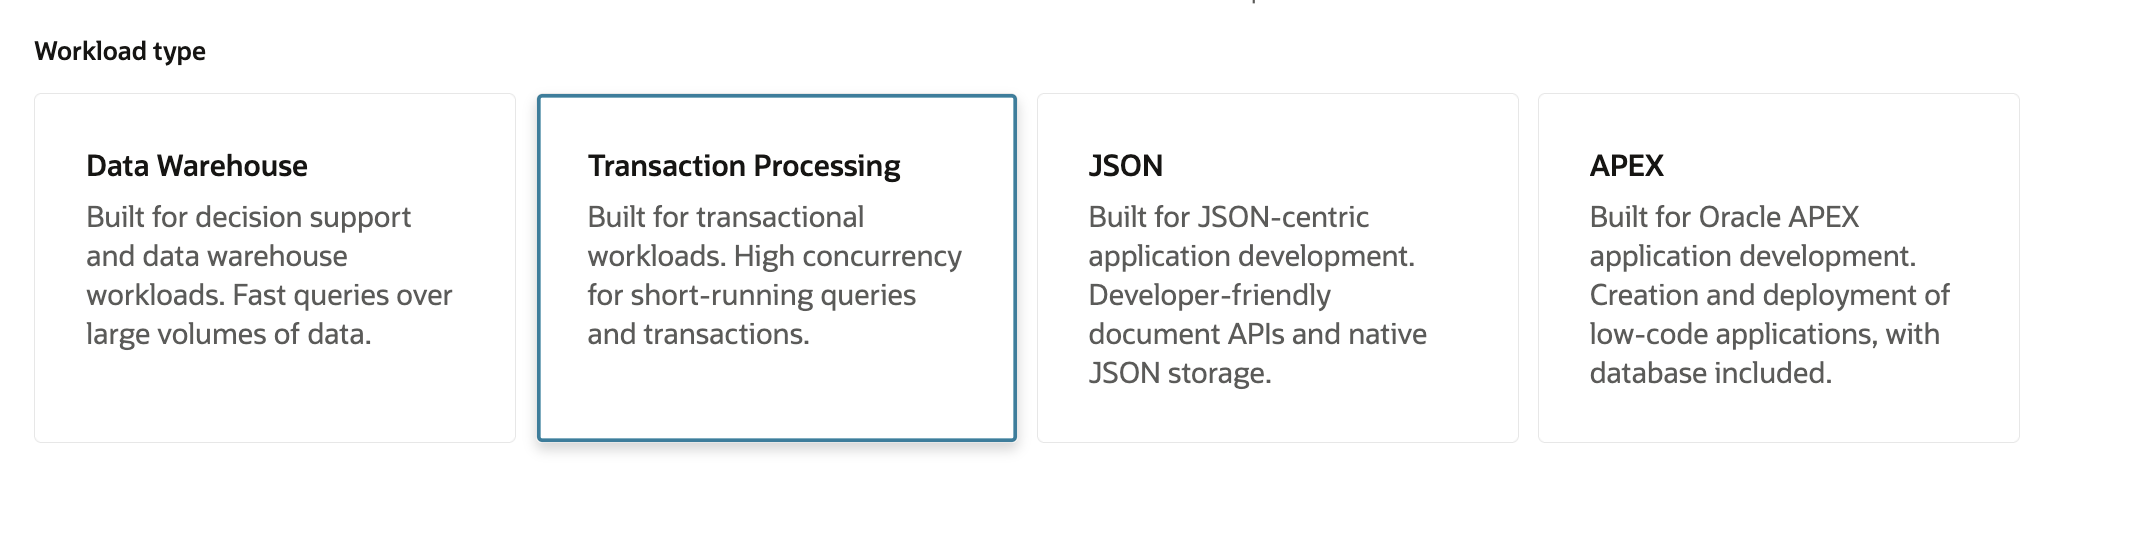 Workload type
Data Warehouse
Built for decision support
and data warehouse
workloads. Fast queries over
large volumes of data.
Transaction Processing
Built for transactional
workloads. High concurrency
for short-running queries
and transactions.
JSON
Built for JSON-centric
application development.
Developer-friendly
document APIs and native
JSON storage.
APEX
Built for Oracle APEX
application development.
Creation and deployment of
low-code applications, with
database included.